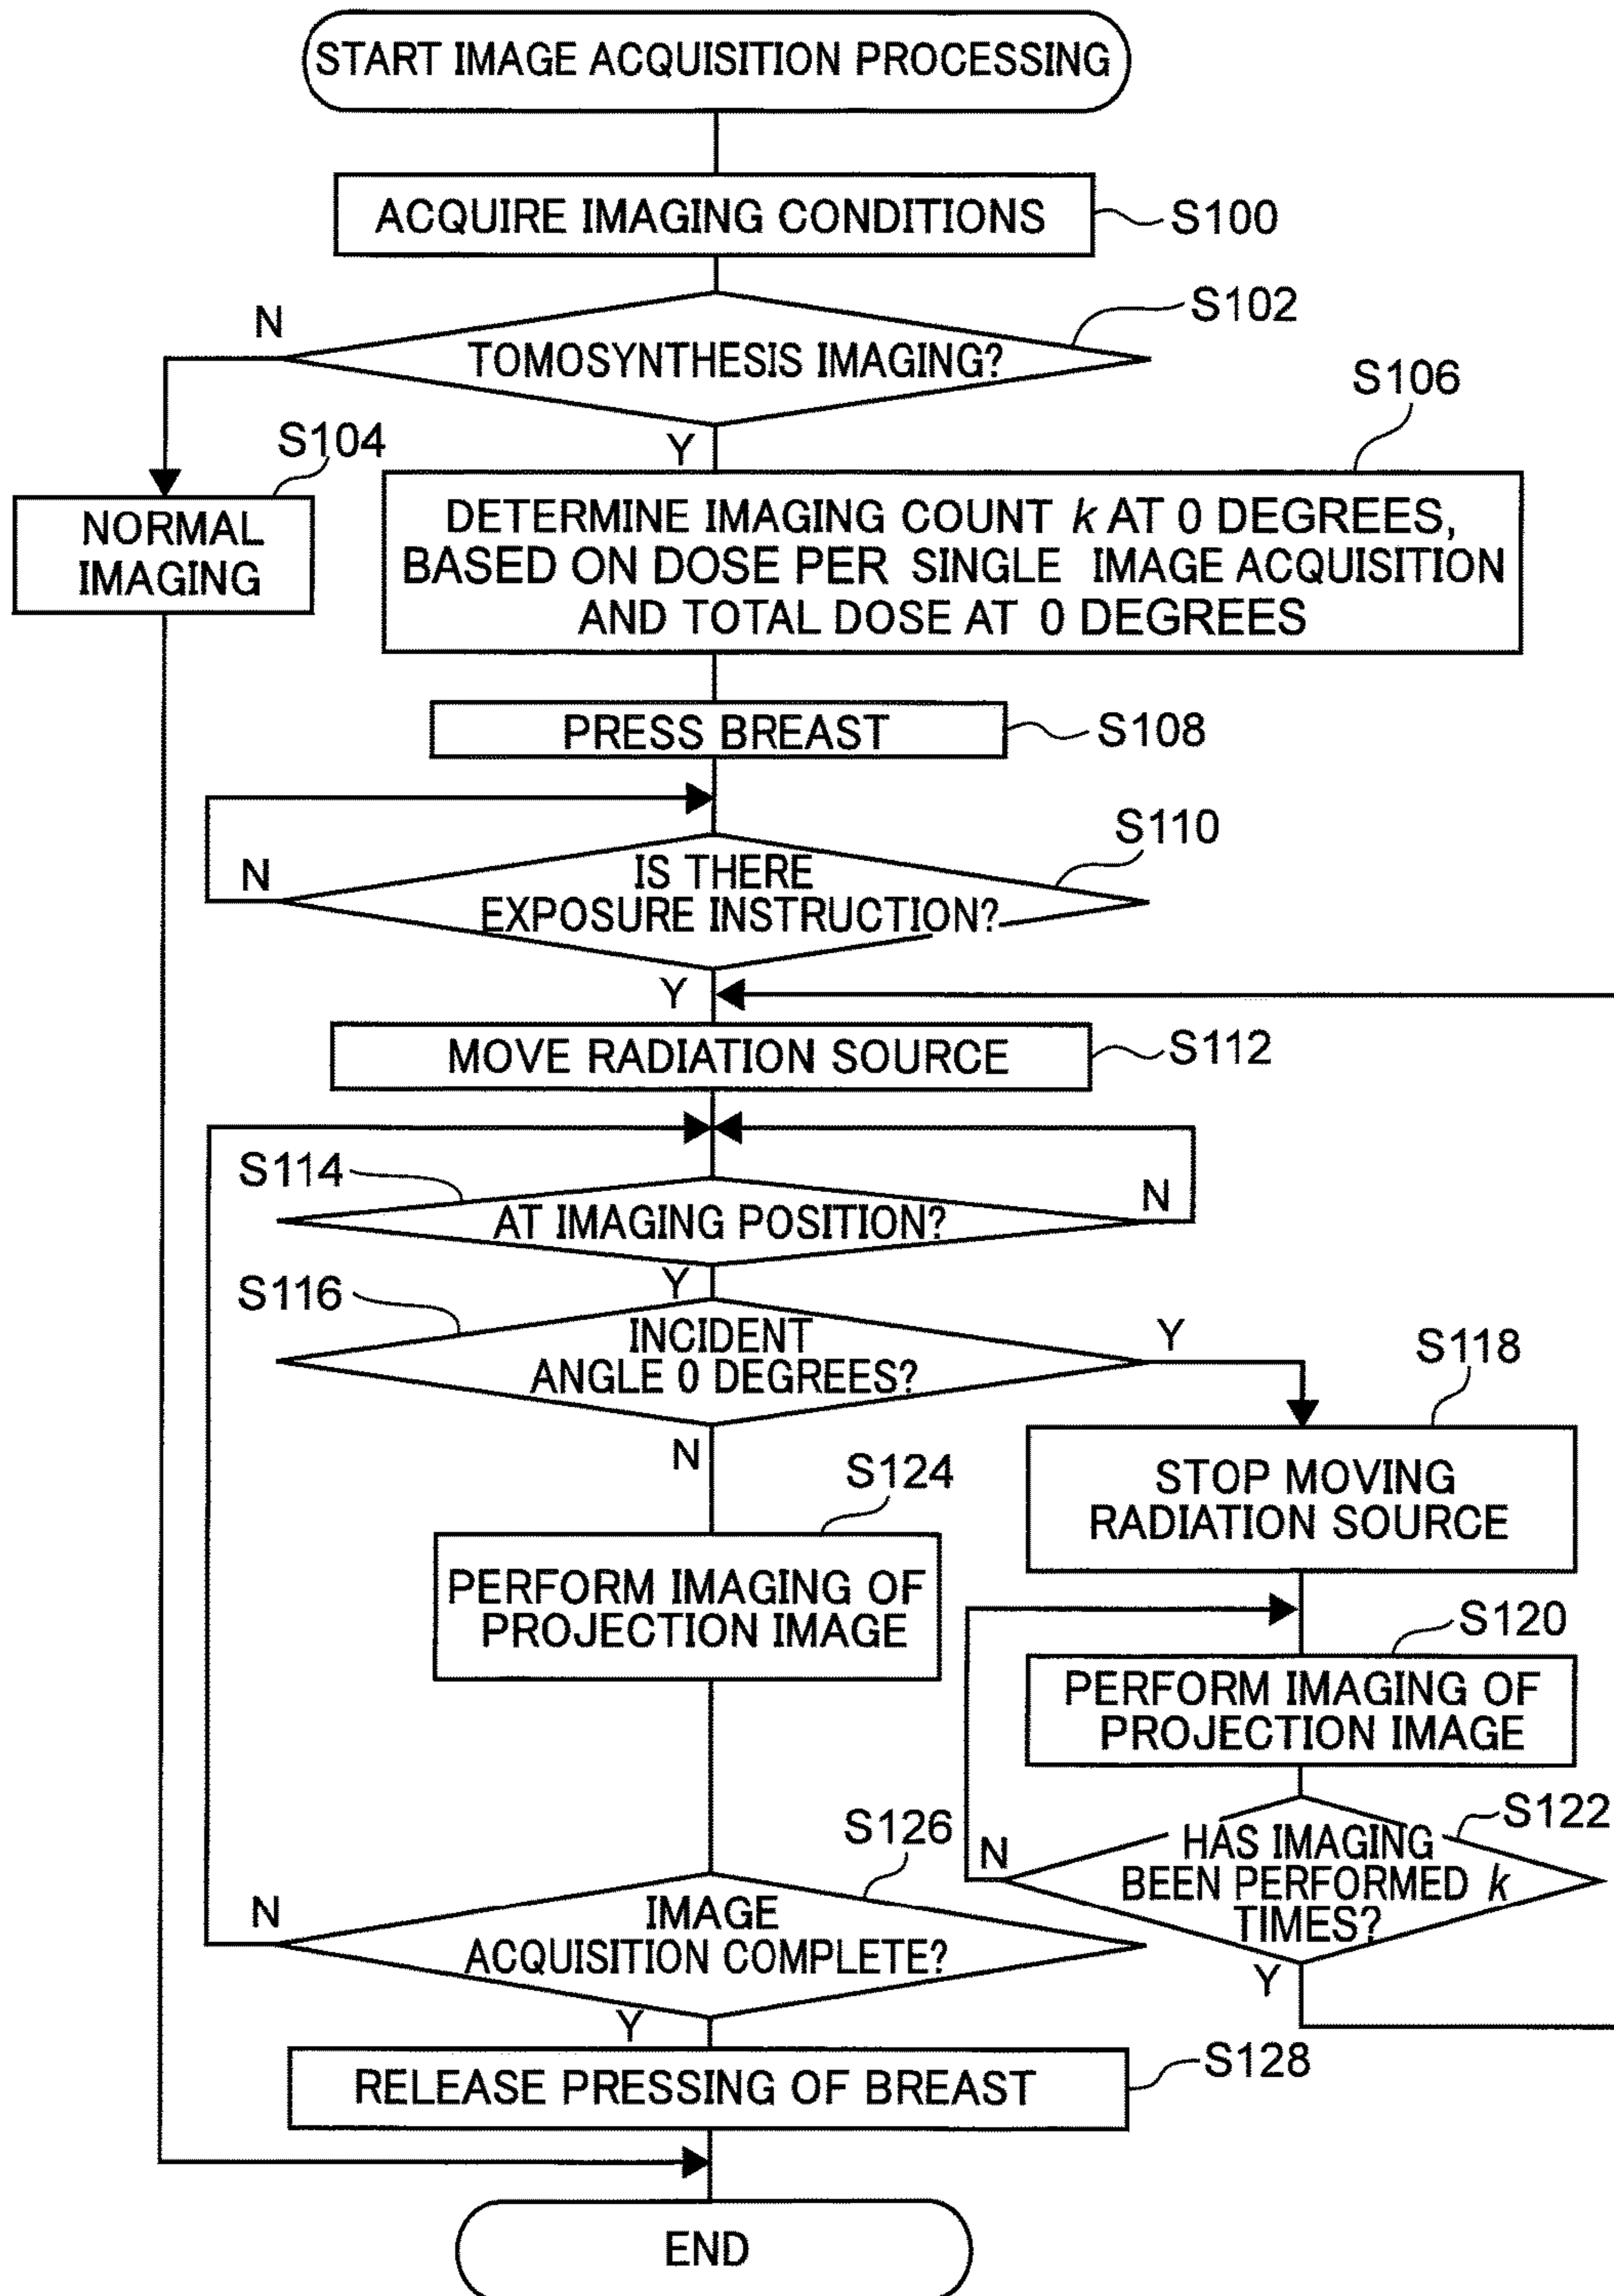 START IMAGE ACQUISITION PROCESSING
ACQUIRE IMAGING CONDITIONS
S100
S102
N
TOMOSYNTHESIS IMAGING?
S106
Y
S104
NORMAL
IMAGING
DETERMINE IMAGING COUNT k AT 0 DEGREES,
BASED ON DOSE PER SINGLE IMAGE ACQUISITION
AND TOTAL DOSE AT 0 DEGREES
PRESS BREAST
S108
S110
N
IS THERE
EXPOSURE INSTRUCTION?
Y
MOVE RADIATION SOURCE
S112
S114
N
AT IMAGING POSITION?
Y
S116
INCIDENT
ANGLE 0 DEGREES?
Y
S118
N
STOP MOVING
RADIATION SOURCE
S124
PERFORM IMAGING OF
PROJECTION IMAGE
S120
PERFORM IMAGING OF
PROJECTION IMAGE
S122
N
HAS IMAGING
BEEN PERFORMED k
TIMES?
Y
S126
N
IMAGE
ACQUISITION COMPLETE?
Y
RELEASE PRESSING OF BREAST
S128
END